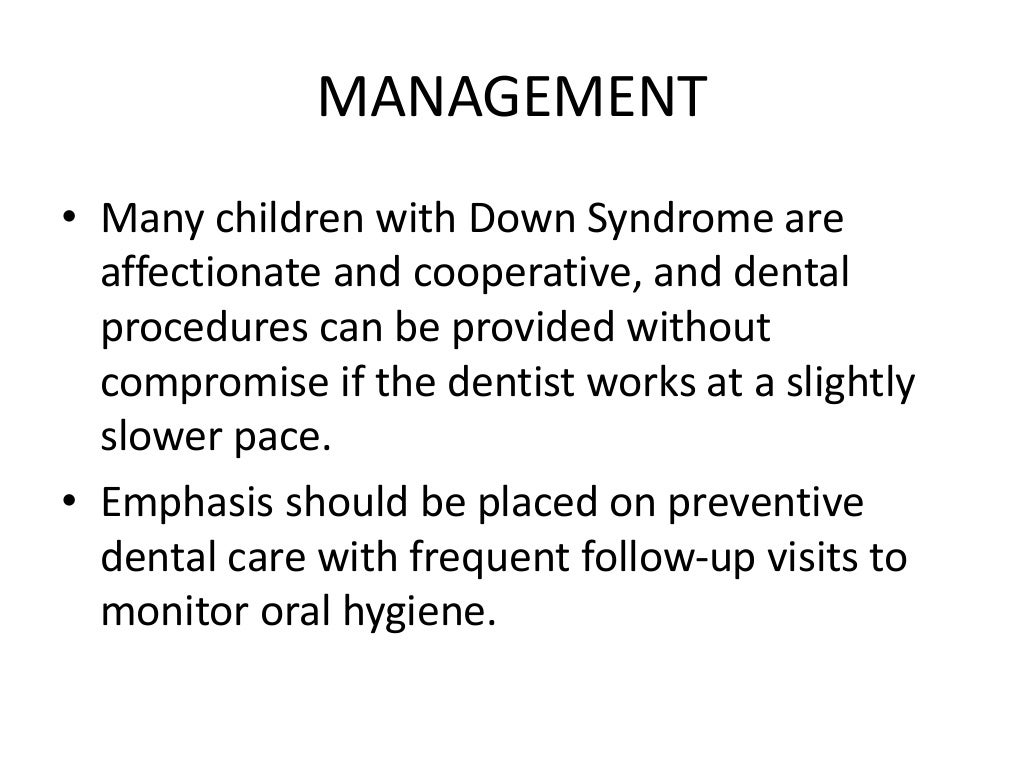 MANAGEMENT
• Many children with Down Syndrome are
affectionate and cooperative, and dental
procedures can be provided without
compromise if the dentist works at a slightly
slower pace.
• Emphasis should be placed on preventive
dental care with frequent follow-up visits to
monitor oral hygiene.